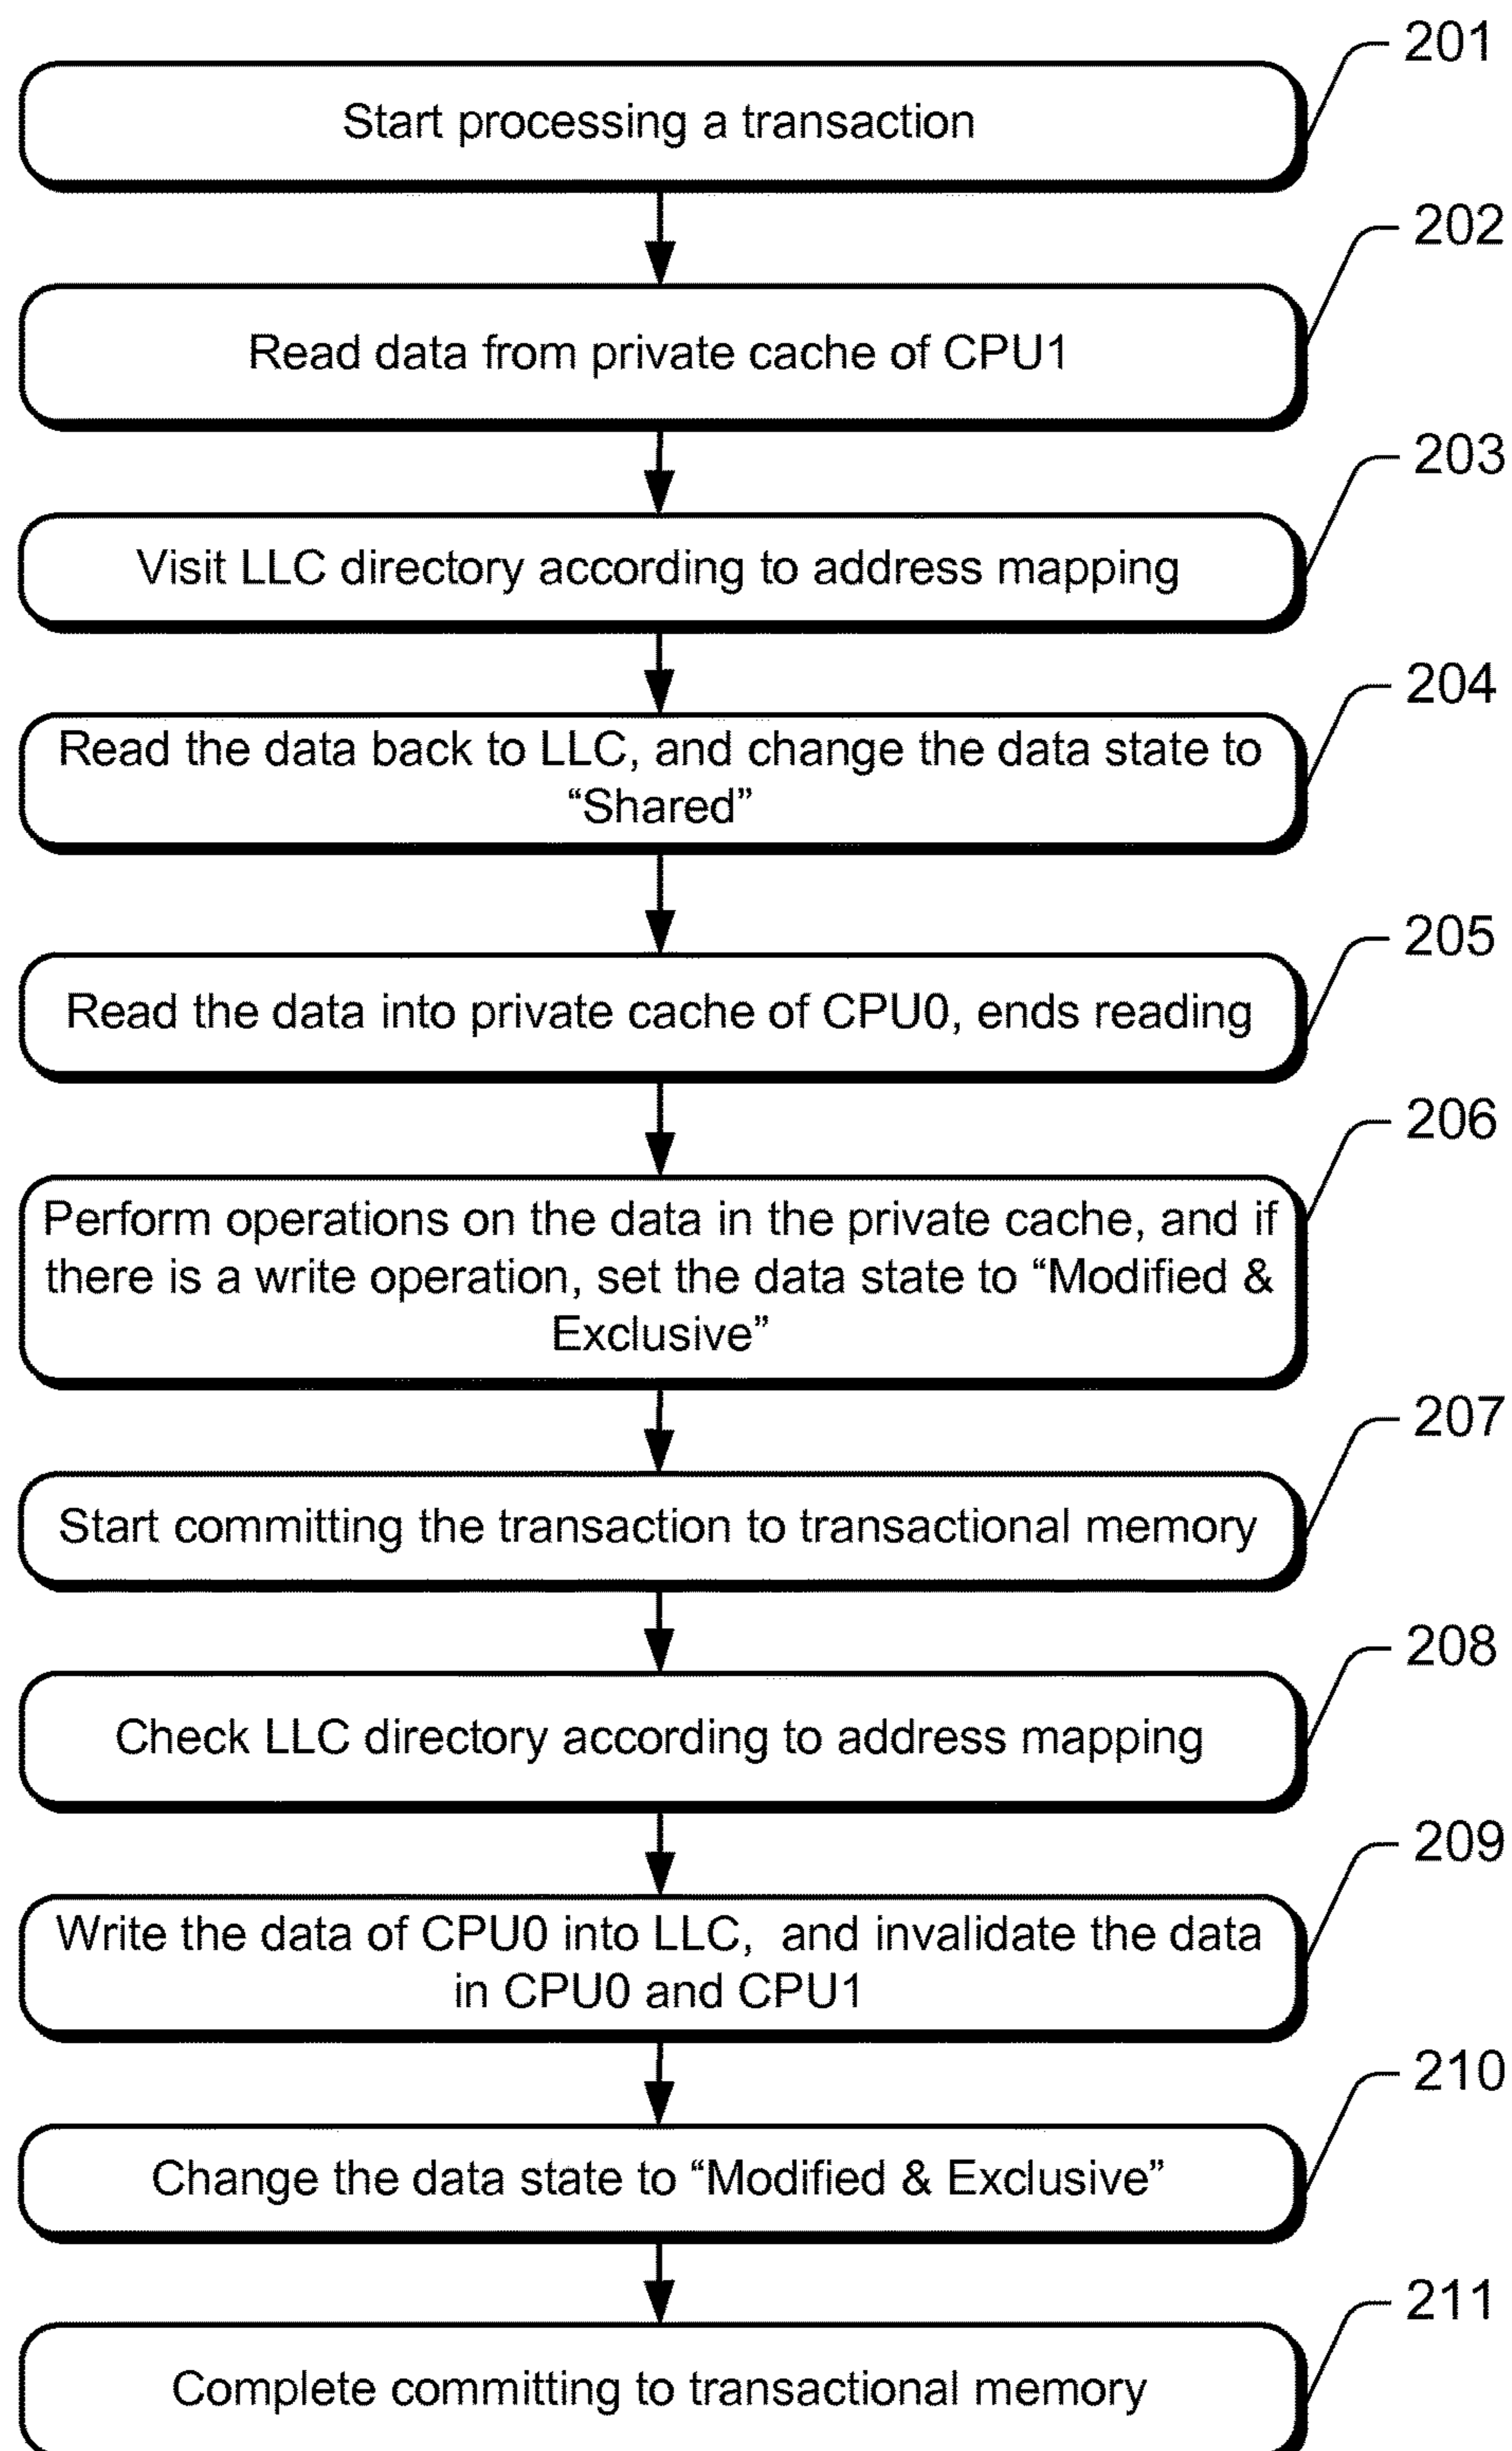 201
Start processing a transaction
202
Read data from private cache of CPU1
203
Visit LLC directory according to address mapping
204
Read the data back to LLC, and change the data state to
“Shared”
205
Read the data into private cache of CPU0, ends reading
206
Perform operations on the data in the private cache, and if
there is a write operation, set the data state to “Modified &
Exclusive”
207
Start committing the transaction to transactional memory
208
Check LLC directory according to address mapping
209
Write the data of CPU0 into LLC, and invalidate the data
in CPU0 and CPU1
210
Change the data state to “Modified & Exclusive”
211
Complete committing to transactional memory